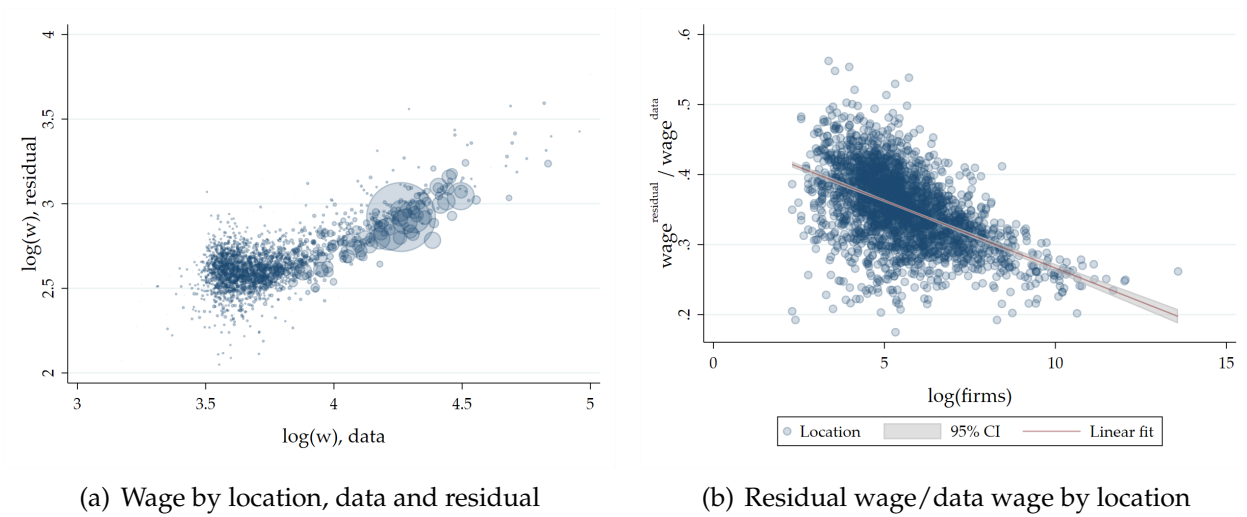 4
3.5
3
2.5
2
log(w), residual
3
3.5
4
4.5
5
log(w), data
(a) Wage by location, data and residual
.6
.5
.4
.3
.2
wage^residual / wage^data
0
5
10
15
log(firms)
Location 95% CI Linear fit
(b) Residual wage/data wage by location